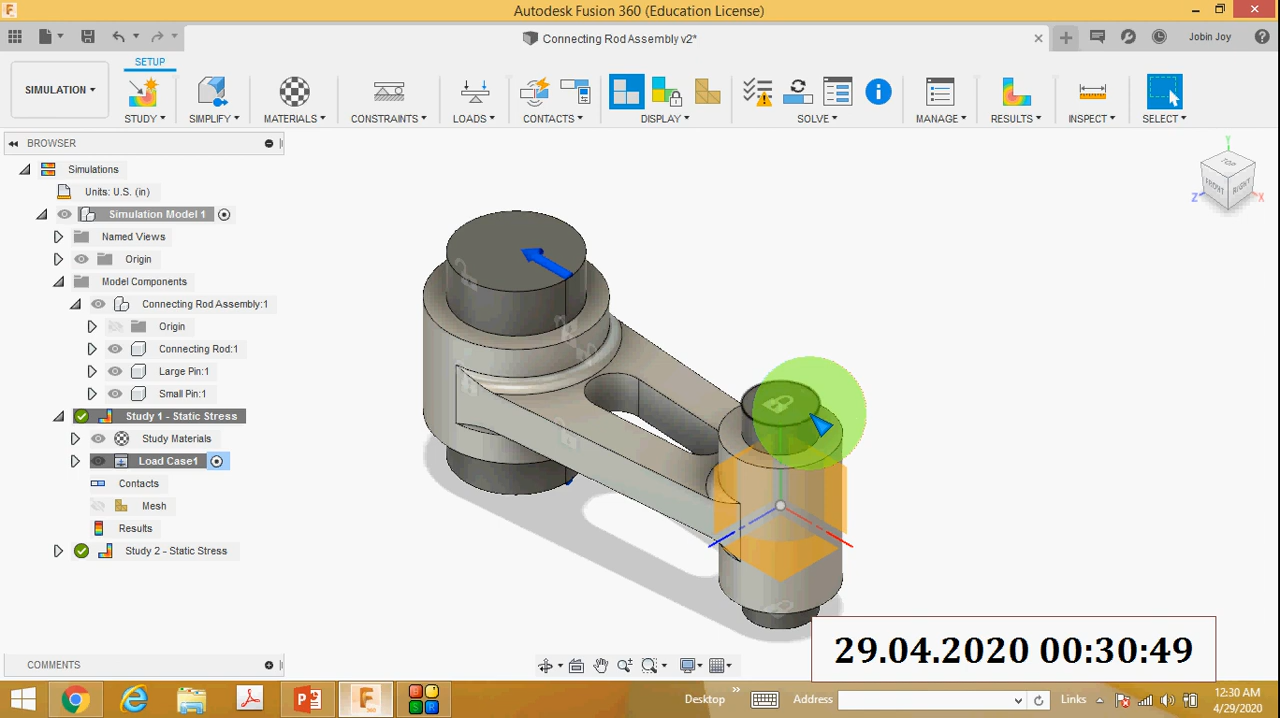 Autodesk Fusion 360 (Education License)
Connecting Rod Assembly v2*
Jobin Joy
SETUP
SIMULATION
STUDY
SIMPLIFY
MATERIALS
CONSTRAINTS
LOADS
CONTACTS
DISPLAY
SOLVE
MANAGE
RESULTS
INSPECT
SELECT
BROWSER
Simulations
Units: U.S. (in)
Simulation Model 1
Named Views
Origin
Model Components
Connecting Rod Assembly:1
Origin
Connecting Rod:1
Large Pin:1
Small Pin:1
Study 1 - Static Stress
Study Materials
Load Case1
Contacts
Mesh
Results
Study 2 - Static Stress
TOP
FRONT
RIGHT
Y
Z
X
COMMENTS
29.04.2020 00:30:49
Desktop
Address
Links
12:30 AM
4/29/2020